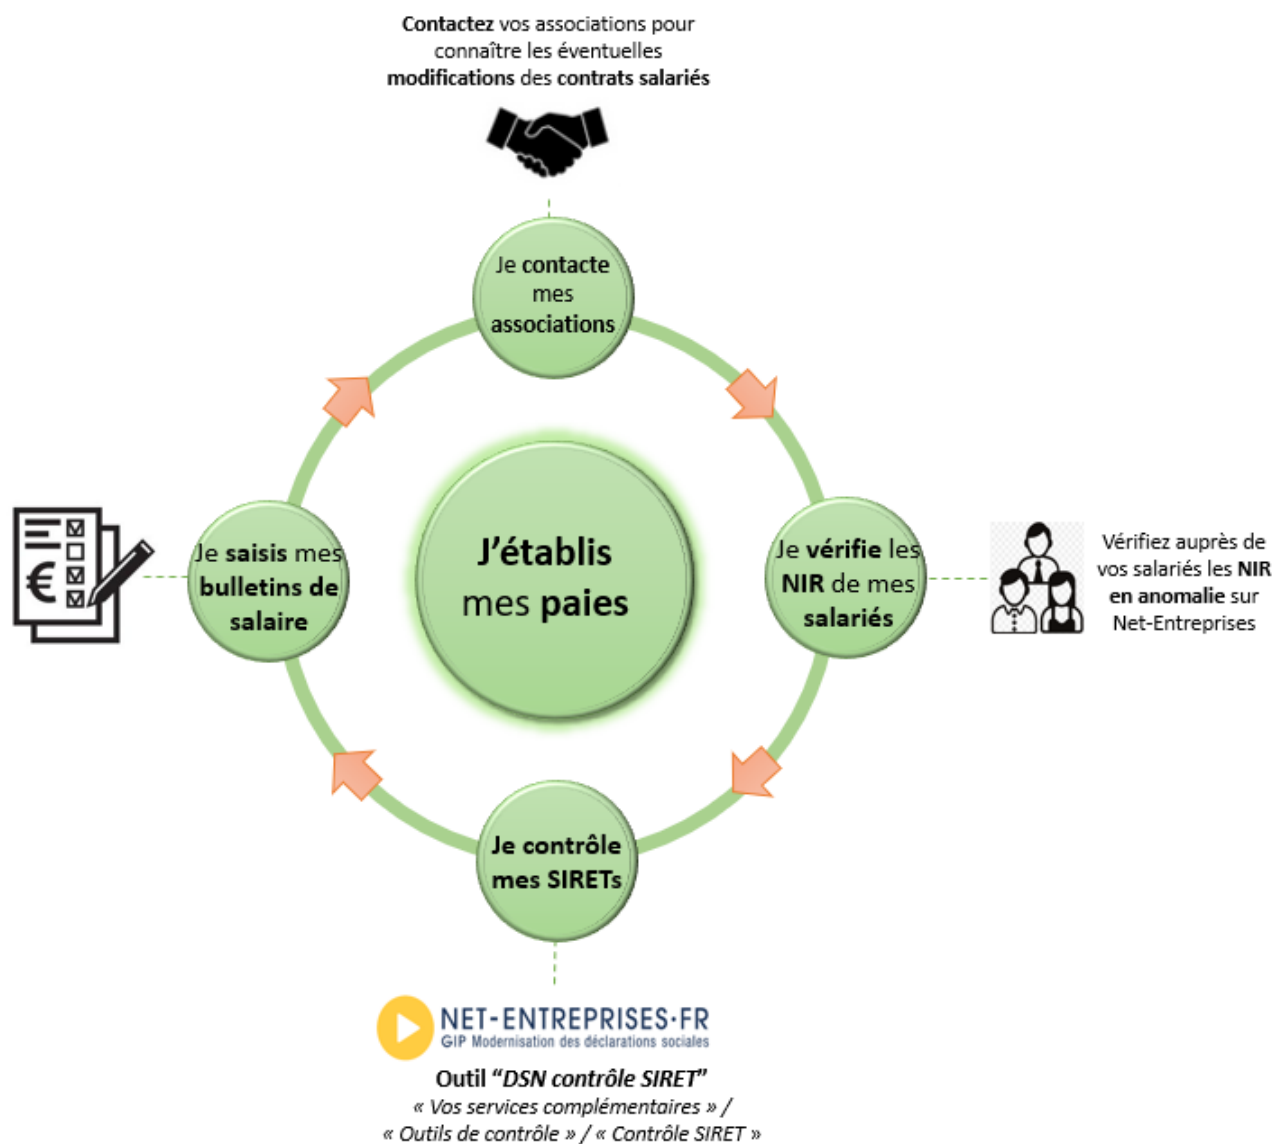 Contactez vos associations pour
connaître les éventuelles
modifications des contrats salariés
Je contacte
mes
associations
Je vérifie les
NIR de mes
salariés
Vérifiez auprès de
vos salariés les NIR
en anomalie sur
Net-Entreprises
J'établis
mes paies
Je saisis mes
bulletins de
salaire
€
Je contrôle
mes SIRETs
NET-ENTREPRISES·FR
GIP Modernisation des déclarations sociales
Outil “DSN contrôle SIRET”
« Vos services complémentaires » /
« Outils de contrôle » / « Contrôle SIRET »